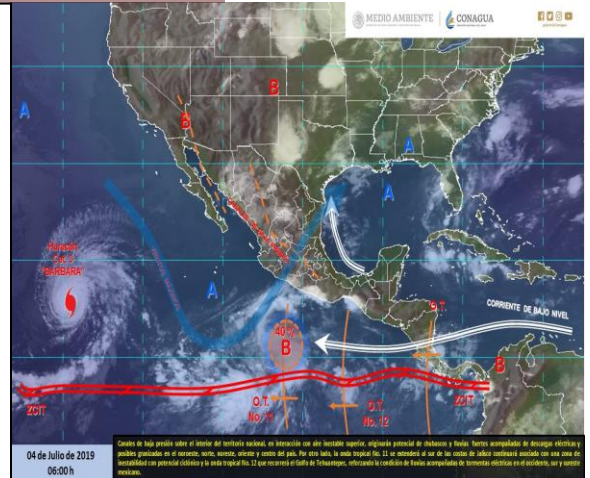 MEDIO AMBIENTE
CONAGUA
B
B
A
A
A
Huracán
Cat. 3
"BARBARA"
A
40%
B
O.T.
CORRIENTE DE BAJO NIVEL
B
ZCIT
O.T.
No. 11
O.T.
No. 12
ZCIT
04 de Julio de 2019
06:00 h
Canales de baja presión sobre el interior del territorio nacional, en interacción con aire inestable superior, originarán potencial de chubascos y lluvias fuertes acompañadas de descargas eléctricas y
posibles granizadas en el noroeste, norte, noreste, oriente y centro del país. Por otro lado, la onda tropical No. 11 se extenderá al sur de las costas de Jalisco continuará asociada con una zona de
inestabilidad con potencial ciclónico y la onda tropical No. 12 que recorrerá el Golfo de Tehuantepec, reforzando la condición de lluvias acompañadas de tormentas eléctricas en el occidente, sur y sureste
mexicano.